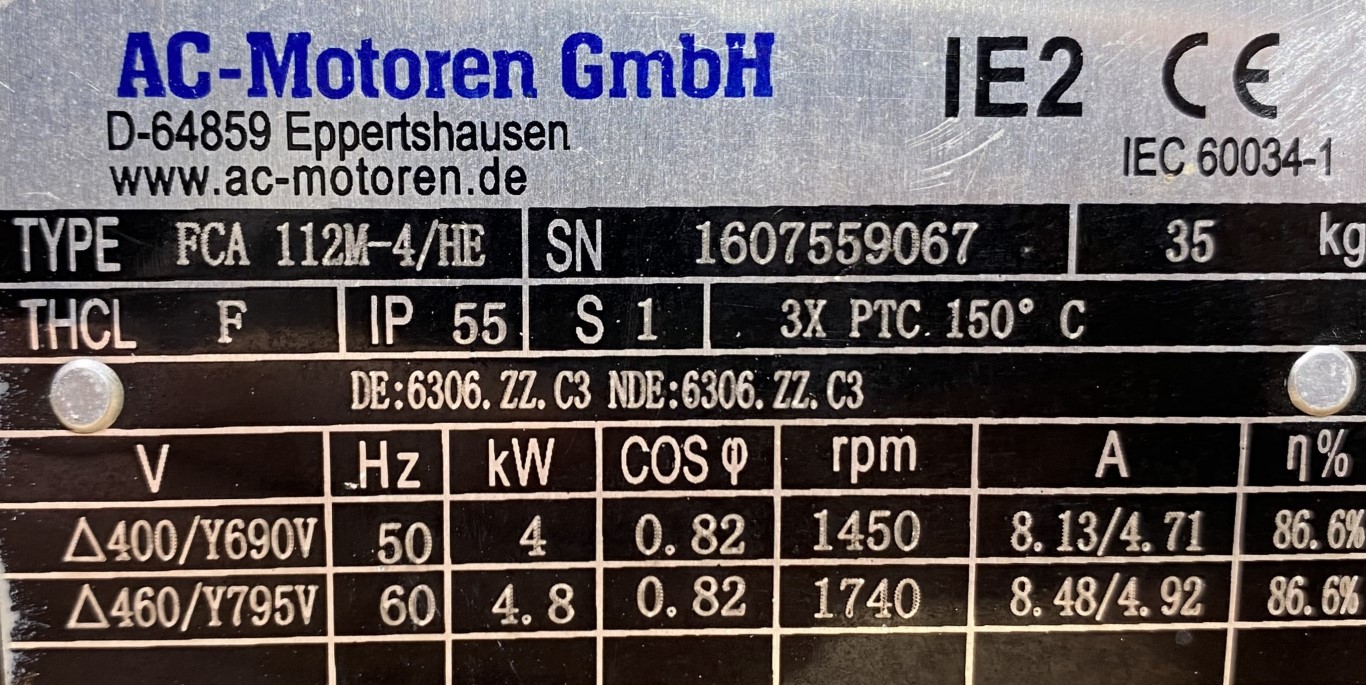 AC-Motoren GmbH IE2 CE
D-64859 Eppertshausen
www.ac-motoren.de IEC 60034-1
TYPE FCA 112M-4/HE SN 1607559067 35 kg
THCL F IP 55 S 1 3X PTC 150° C
DE:6306.ZZ.C3 NDE:6306.ZZ.C3
V Hz kW COS φ rpm A η%
Δ400/Y690V 50 4 0.82 1450 8.13/4.71 86.6%
Δ460/Y795V 60 4.8 0.82 1740 8.48/4.92 86.6%